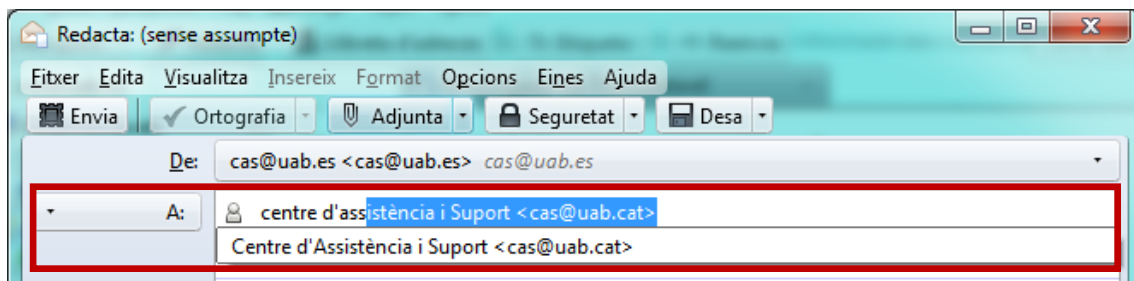 Redacta: (sense assumpte)
Fitxer Edita Visualitza Insereix Format Opcions Eines Ajuda
Envia Ortografia Adjunta Seguretat Desa
De: cas@uab.es <cas@uab.es> cas@uab.es
A: centre d'assistència i Suport <cas@uab.cat>
Centre d'Assistència i Suport <cas@uab.cat>